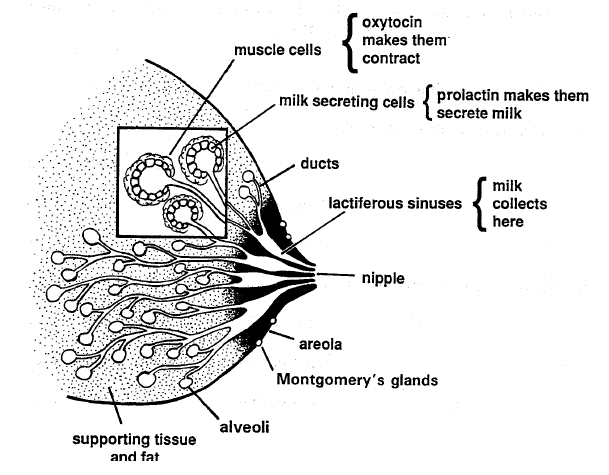 oxytocin
makes them
contract
muscle cells
milk secreting cells
prolactin makes them
secrete milk
ducts
lactiferous sinuses
milk
collects
here
nipple
areola
Montgomery's glands
alveoli
supporting tissue
and fat